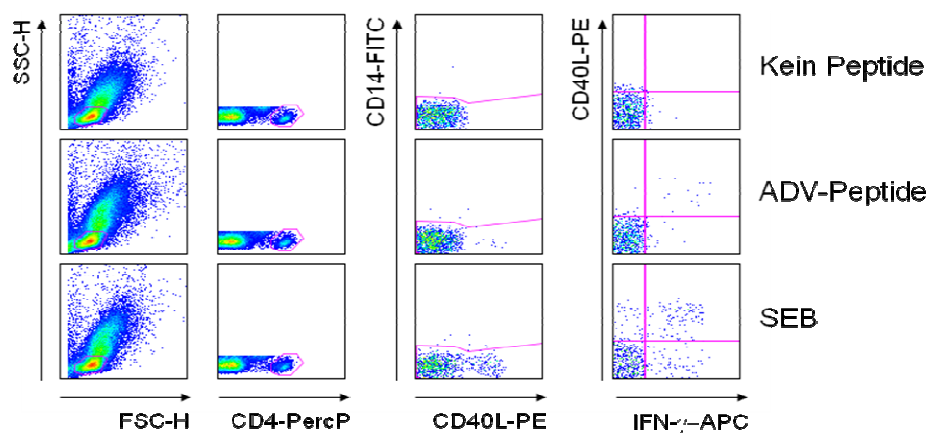 SSC-H
CD14-FITC
CD40L-PE
Kein Peptide
ADV-Peptide
SEB
FSC-H
CD4-PercP
CD40L-PE
IFN-γ-APC